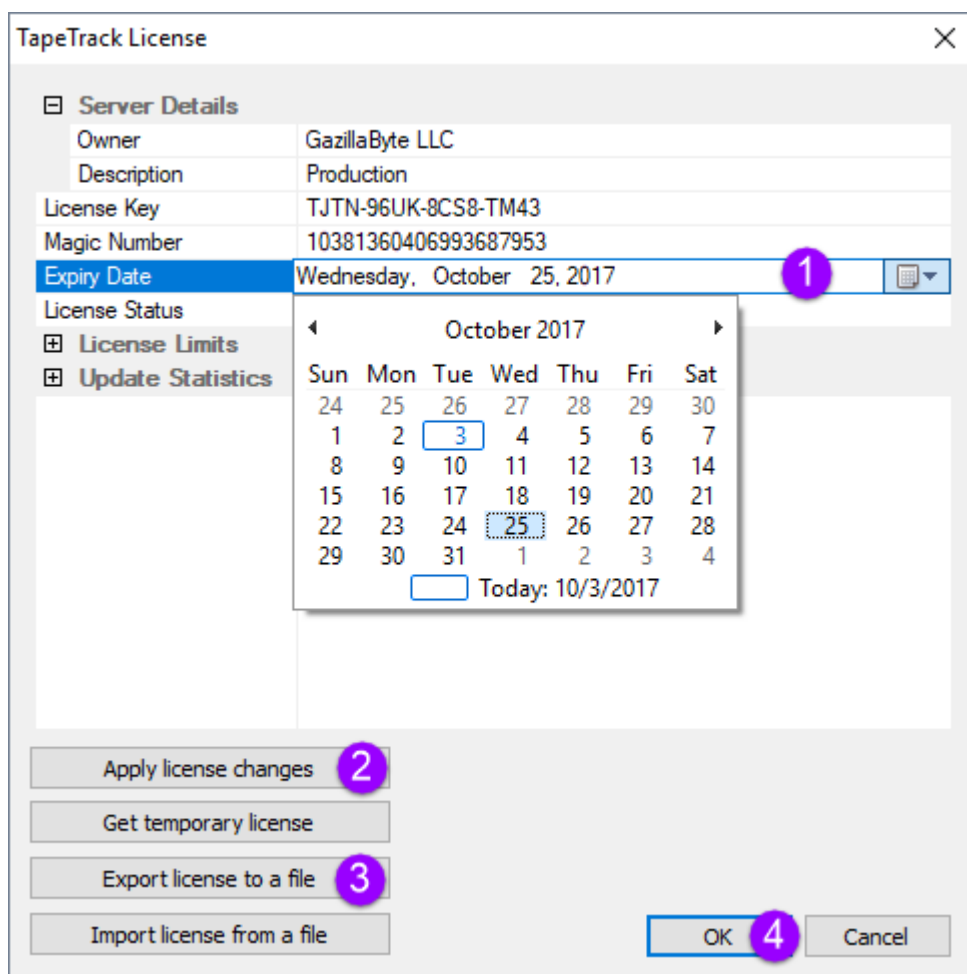 TapeTrack License
Server Details
Owner GazillaByte LLC
Description Production
License Key TJTN-96UK-8CS8-TM43
Magic Number 10381360406993687953
Expiry Date Wednesday, October 25, 2017 1
License Status
License Limits
Update Statistics
October 2017
Sun Mon Tue Wed Thu Fri Sat
24 25 26 27 28 29 30
1 2 3 4 5 6 7
8 9 10 11 12 13 14
15 16 17 18 19 20 21
22 23 24 25 26 27 28
29 30 31 1 2 3 4
Today: 10/3/2017
Apply license changes 2
Get temporary license
Export license to a file 3
Import license from a file
OK 4 Cancel